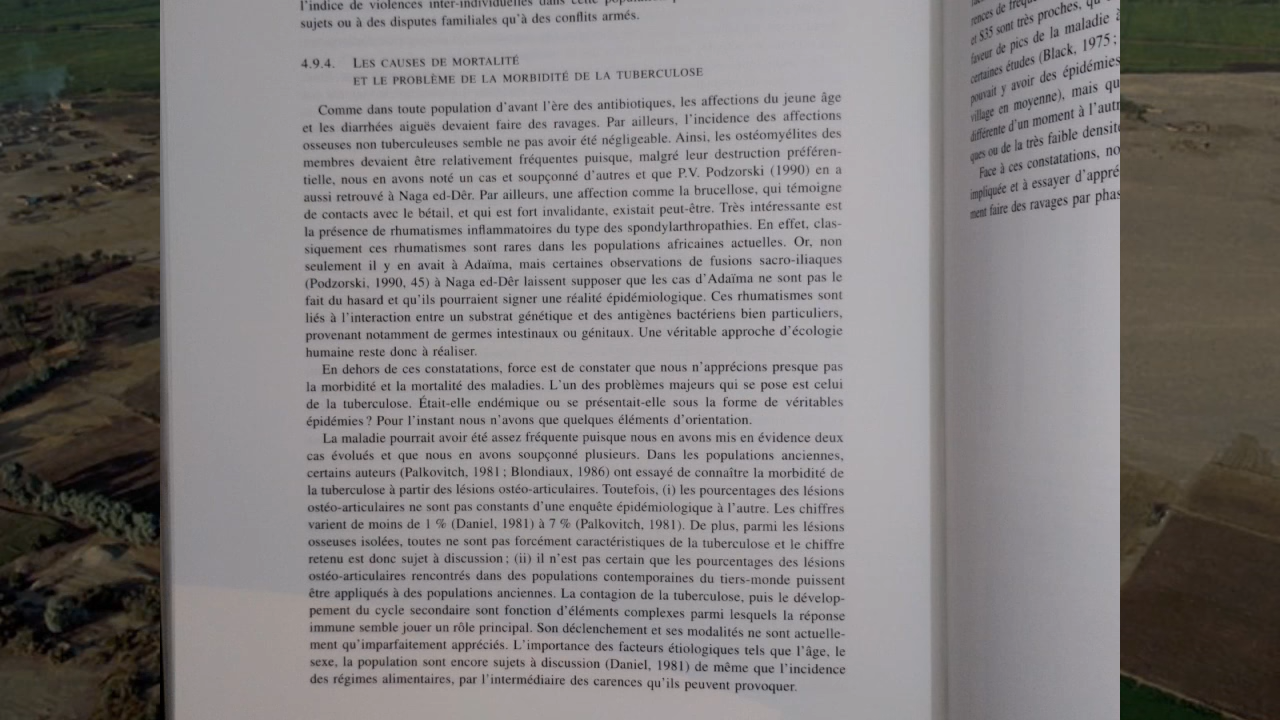 l'indice de violences inter-individuelles dans cette population
sujets ou à des disputes familiales qu'à des conflits armés.
4.9.4. LES CAUSES DE MORTALITÉ
ET LE PROBLÈME DE LA MORBIDITÉ DE LA TUBERCULOSE
Comme dans toute population d'avant l'ère des antibiotiques, les affections du jeune âge
et les diarrhées aiguës devaient faire des ravages. Par ailleurs, l'incidence des affections
osseuses non tuberculeuses semble ne pas avoir été négligeable. Ainsi, les ostéomyélites des
membres devaient être relativement fréquentes puisque, malgré leur destruction préféren-
tielle, nous en avons noté un cas et soupçonné d'autres et que P.V. Podzorski (1990) en a
aussi retrouvé à Naga ed-Dêr. Par ailleurs, une affection comme la brucellose, qui témoigne
de contacts avec le bétail, et qui est fort invalidante, existait peut-être. Très intéressante est
la présence de rhumatismes inflammatoires du type des spondylarthropathies. En effet, clas-
siquement ces rhumatismes sont rares dans les populations africaines actuelles. Or, non
seulement il y en avait à Adaïma, mais certaines observations de fusions sacro-iliaques
(Podzorski, 1990, 45) à Naga ed-Dêr laissent supposer que les cas d'Adaïma ne sont pas le
fait du hasard et qu'ils pourraient signer une réalité épidémiologique. Ces rhumatismes sont
liés à l'interaction entre un substrat génétique et des antigènes bactériens bien particuliers,
provenant notamment de germes intestinaux ou génitaux. Une véritable approche d'écologie
humaine reste donc à réaliser.
En dehors de ces constatations, force est de constater que nous n'apprécions presque pas
la morbidité et la mortalité des maladies. L'un des problèmes majeurs qui se pose est celui
de la tuberculose. Était-elle endémique ou se présentait-elle sous la forme de véritables
épidémies ? Pour l'instant nous n'avons que quelques éléments d'orientation.
La maladie pourrait avoir été assez fréquente puisque nous en avons mis en évidence deux
cas évolués et que nous en avons soupçonné plusieurs. Dans les populations anciennes,
certains auteurs (Palkovitch, 1981 ; Blondiaux, 1986) ont essayé de connaître la morbidité de
la tuberculose à partir des lésions ostéo-articulaires. Toutefois, (i) les pourcentages des lésions
ostéo-articulaires ne sont pas constants d'une enquête épidémiologique à l'autre. Les chiffres
varient de moins de 1 % (Daniel, 1981) à 7 % (Palkovitch, 1981). De plus, parmi les lésions
osseuses isolées, toutes ne sont pas forcément caractéristiques de la tuberculose et le chiffre
retenu est donc sujet à discussion ; (ii) il n'est pas certain que les pourcentages des lésions
ostéo-articulaires rencontrés dans des populations contemporaines du tiers-monde puissent
être appliqués à des populations anciennes. La contagion de la tuberculose, puis le dévelop-
pement du cycle secondaire sont fonction d'éléments complexes parmi lesquels la réponse
immune semble jouer un rôle principal. Son déclenchement et ses modalités ne sont actuelle-
ment qu'imparfaitement appréciés. L'importance des facteurs étiologiques tels que l'âge, le
sexe, la population sont encore sujets à discussion (Daniel, 1981) de même que l'incidence
des régimes alimentaires, par l'intermédiaire des carences qu'ils peuvent provoquer.
rences de
et S35 sont très proches,
faveur de pics de la maladie
certaines études (Black, 1975 ;
pouvait y avoir des épidémies
village en moyenne), mais qu
différente d'un moment à l'autr
ques ou de la très faible densit
Face à ces constatations, no
impliquée et à essayer d'appré
ment faire des ravages par phas